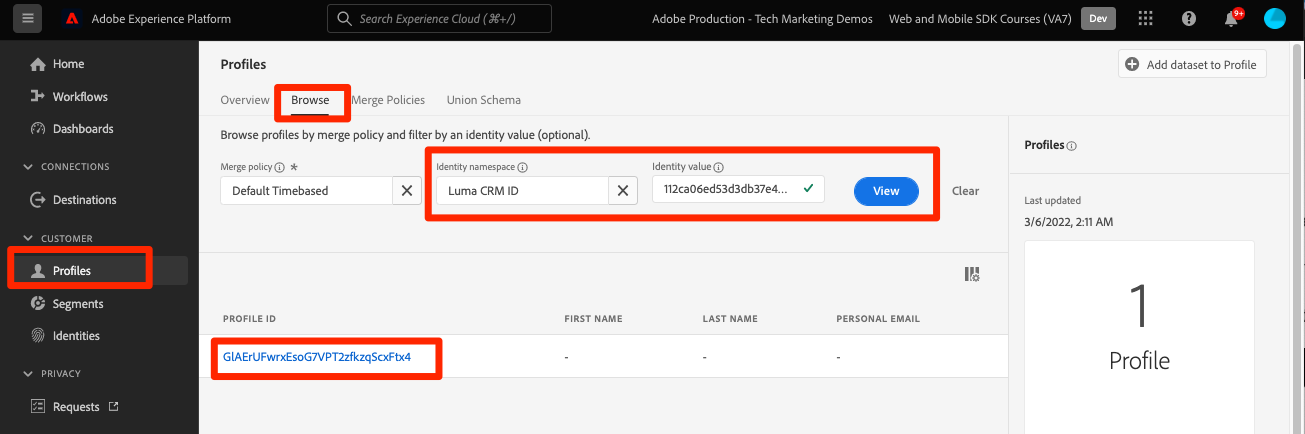 Adobe Experience Platform
Search Experience Cloud (⌘+/)
Adobe Production - Tech Marketing Demos
Web and Mobile SDK Courses (VA7)
Dev
9+
Home
Workflows
Dashboards
CONNECTIONS
Destinations
CUSTOMER
Profiles
Segments
Identities
PRIVACY
Requests
Profiles
Add dataset to Profile
Overview Browse Merge Policies Union Schema
Browse profiles by merge policy and filter by an identity value (optional).
Merge policy * Identity namespace Identity value
Default Timebased Luma CRM ID 112ca06ed53d3db37e4... View Clear
PROFILE ID FIRST NAME LAST NAME PERSONAL EMAIL
GlAErUFwrxEsoG7VPT2zfkzqScxFtx4 - - -
Profiles
Last updated
3/6/2022, 2:11 AM
1
Profile